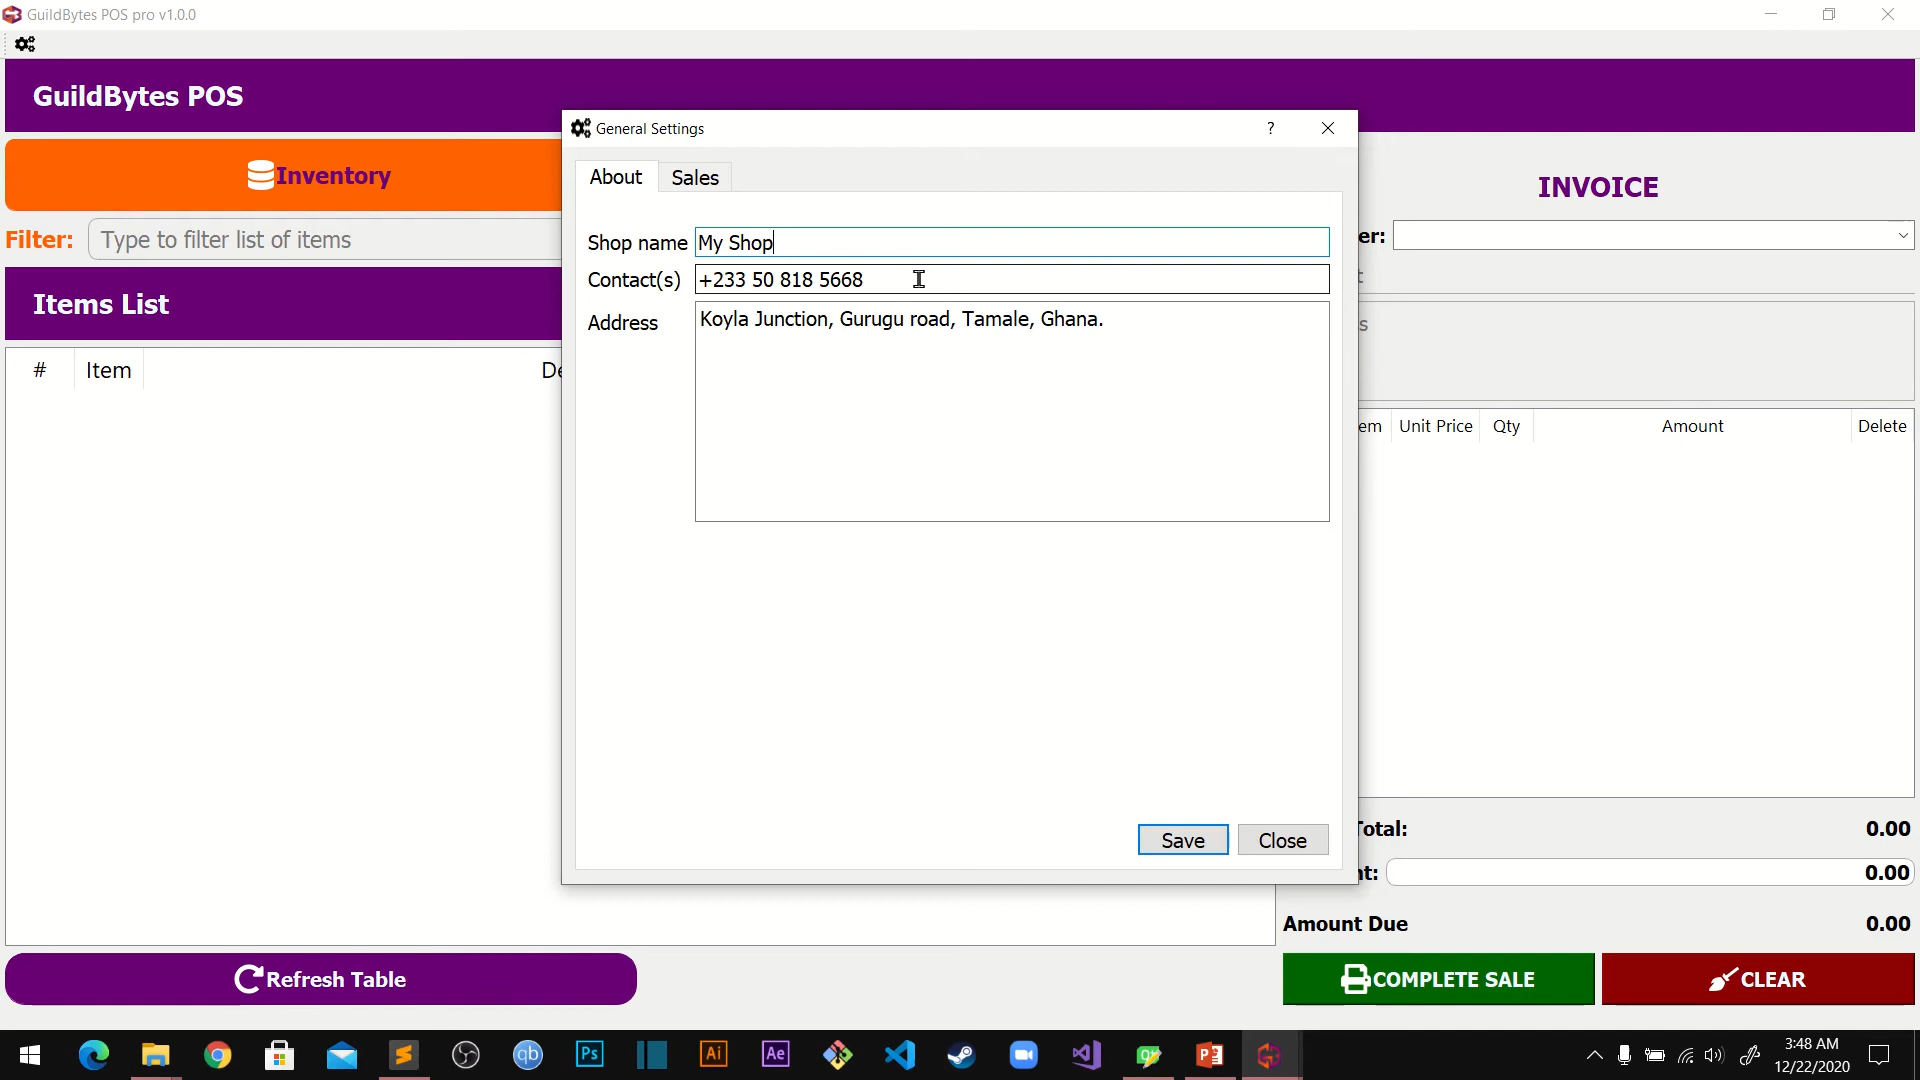 GuildBytes POS pro v1.0.0
GuildBytes POS
Inventory
Filter: Type to filter list of items
Items List
# Item De
General Settings
?
About Sales
Shop name My Shop
Contact(s) +233 50 818 5668
Address Koyla Junction, Gurugu road, Tamale, Ghana.
Save Close
INVOICE
er:
t
s
em Unit Price Qty Amount Delete
Total: 0.00
nt: 0.00
Amount Due 0.00
Refresh Table
COMPLETE SALE
CLEAR
qb
Ps
Ai
Ae
3:48 AM
12/22/2020